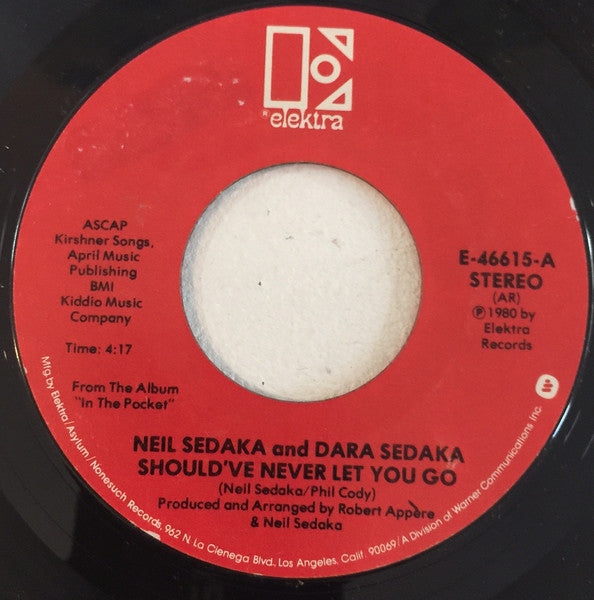 ® elektra
ASCAP
Kirshner Songs,
April Music
Publishing
BMI
Kiddio Music
Company
Time: 4:17
From The Album
"In The Pocket"
E-46615-A
STEREO
(AR)
℗ 1980 by
Elektra
Records
NEIL SEDAKA and DARA SEDAKA
SHOULD'VE NEVER LET YOU GO
(Neil Sedaka/Phil Cody)
Produced and Arranged by Robert Appère
& Neil Sedaka
Mfg. by Elektra/Asylum/Nonesuch Records, 962 N. La Cienega Blvd., Los Angeles, Calif. 90069/A Division of Warner Communications Inc.